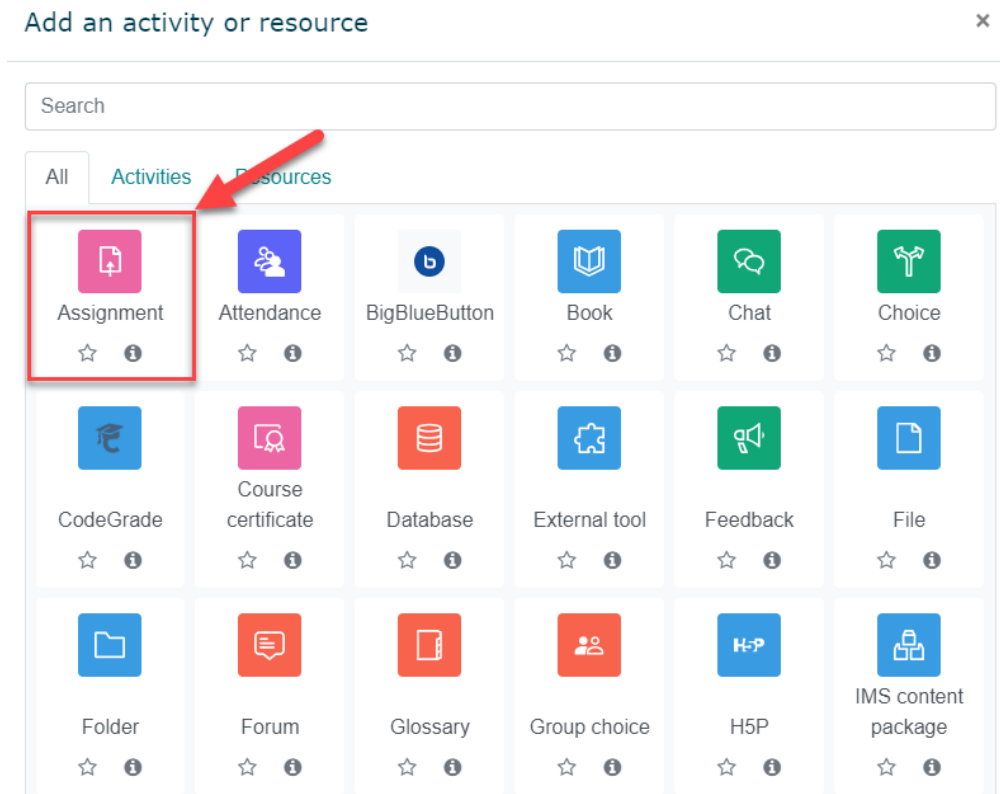 Add an activity or resource
×
Search
All Activities Resources
Assignment Attendance BigBlueButton Book Chat Choice
Course
CodeGrade certificate Database External tool Feedback File
H-P
IMS content
Folder Forum Glossary Group choice H5P package